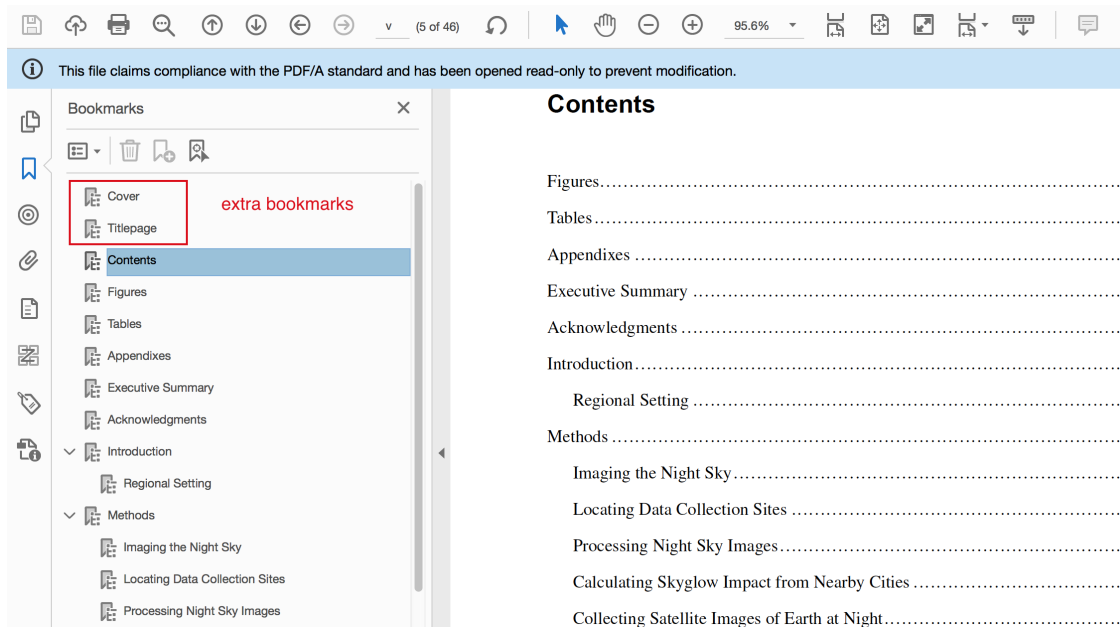 v (5 of 46) 95.6%
This file claims compliance with the PDF/A standard and has been opened read-only to prevent modification.
Bookmarks
Cover
extra bookmarks
Titlepage
Contents
Figures
Tables
Appendixes
Executive Summary
Acknowledgments
Introduction
Regional Setting
Methods
Imaging the Night Sky
Locating Data Collection Sites
Processing Night Sky Images
Contents
Figures................................................................
Tables................................................................
Appendixes................................................................
Executive Summary................................................................
Acknowledgments................................................................
Introduction................................................................
Regional Setting................................................................
Methods................................................................
Imaging the Night Sky................................................................
Locating Data Collection Sites................................................................
Processing Night Sky Images................................................................
Calculating Skyglow Impact from Nearby Cities................................................
Collecting Satellite Images of Earth at Night................................................